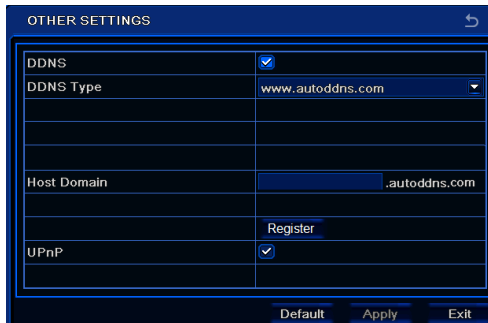 OTHER SETTINGS
DDNS
DDNS Type www.autoddns.com
Host Domain .autoddns.com
Register
UPnP
Default Apply Exit